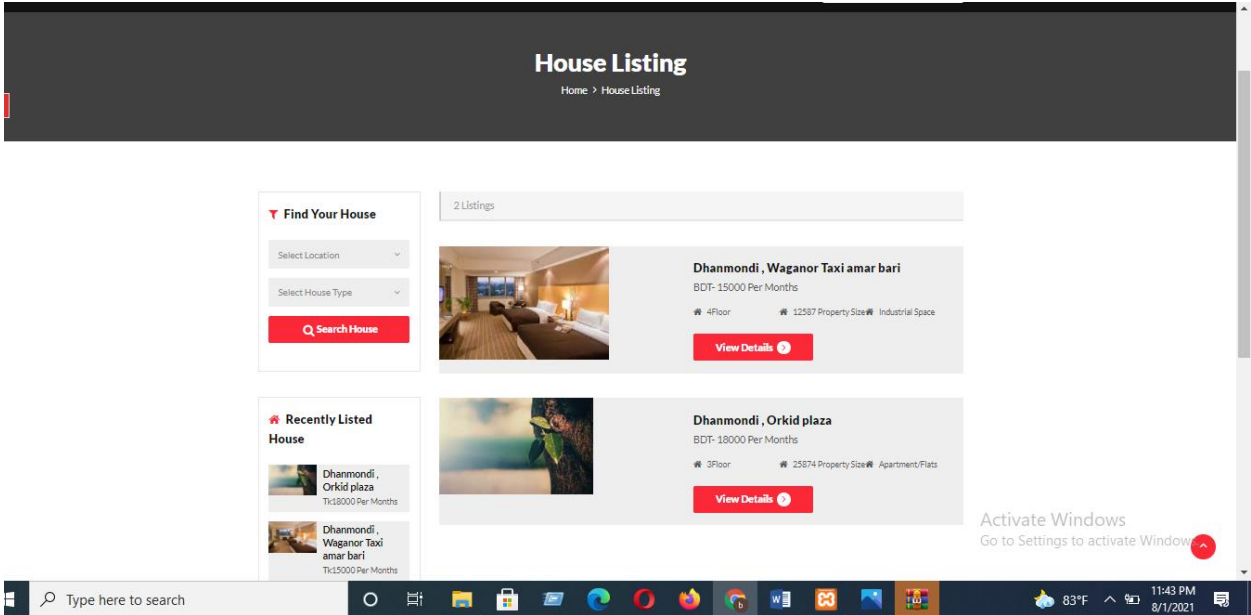 House Listing
Home > House Listing
Find Your House
Select Location
Select House Type
Search House
Recently Listed
House
Dhanmondi ,
Orkid plaza
Tk18000 Per Months
Dhanmondi ,
Waganor Taxi
amar bari
Tk15000 Per Months
2 Listings
Dhanmondi , Waganor Taxi amar bari
BDT- 15000 Per Months
4Floor 12587 Property Size Industrial Space
View Details
Dhanmondi , Orkid plaza
BDT- 18000 Per Months
3Floor 25874 Property Size Apartment/Flats
View Details
Activate Windows
Go to Settings to activate Windows
Type here to search
83°F
11:43 PM
8/1/2021